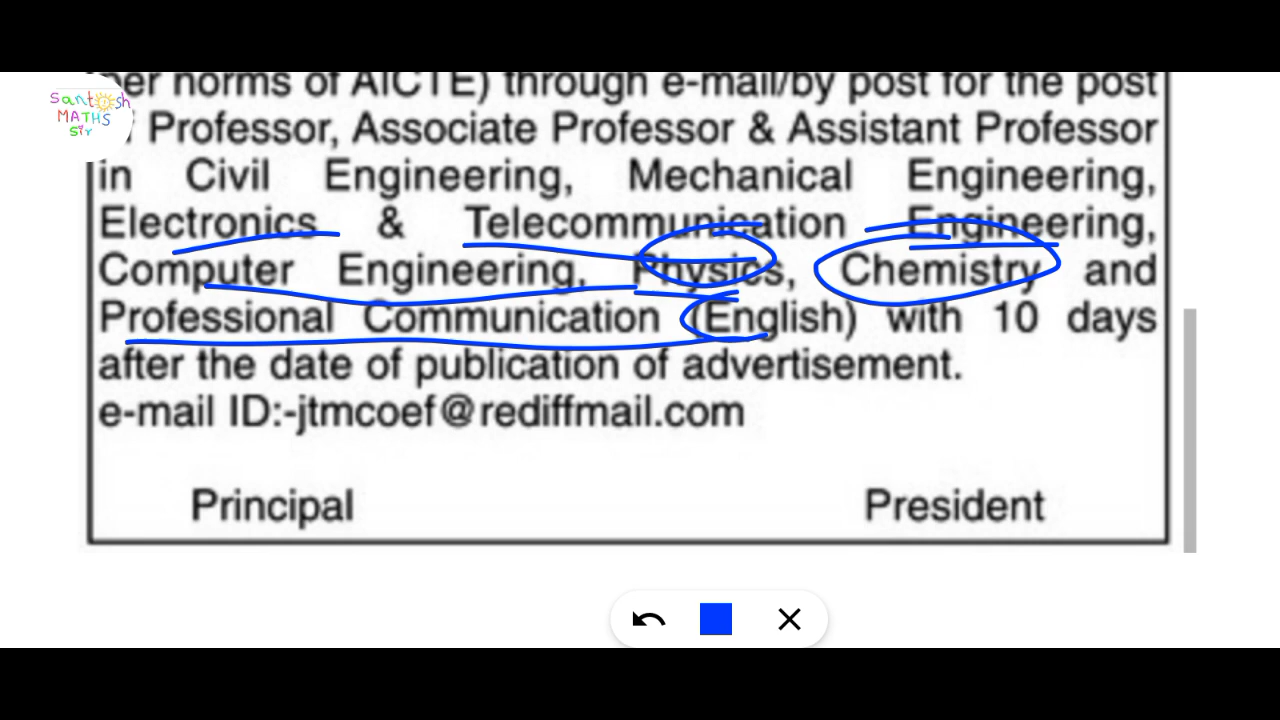 Santosh
MATHS
Sir
per norms of AICTE) through e-mail/by post for the post
Professor, Associate Professor & Assistant Professor
in Civil Engineering, Mechanical Engineering,
Electronics & Telecommunication Engineering,
Computer Engineering, Physics, Chemistry and
Professional Communication (English) with 10 days
after the date of publication of advertisement.
e-mail ID:-jtmcoef@rediffmail.com
Principal President